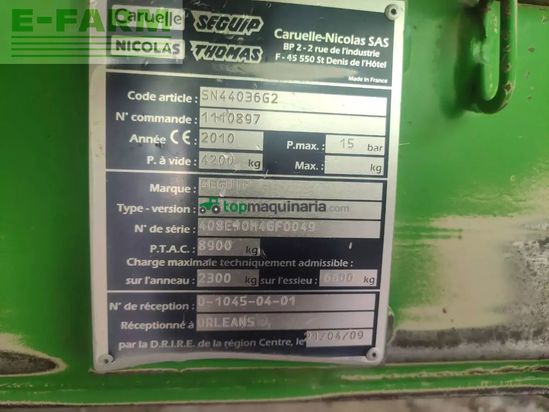 E-FARM
Caruelle SEGUIP Caruelle-Nicolas SAS
NICOLAS THOMAS BP 2 - 2 rue de l'industrie
F - 45 550 St Denis de l'Hôtel
Made in France
Code article : SN44036G2
N° commande : 1110897
Année CE : 2010 P.max : 15 bar
P. à vide : 4200 kg Max. : kg
Marque : SEGUIP
Type - version :
topmaquinaria.com
N° de série :
P.T.A.C. : 8900 kg
Charge maximale techniquement admissible :
sur l'anneau : 2300 kg sur l'essieu : 6600 kg
N° de réception : 0-1045-04-01
Réceptionné à ORLEANS
par la D.R.I.R.E. de la région Centre, le : 21/04/09